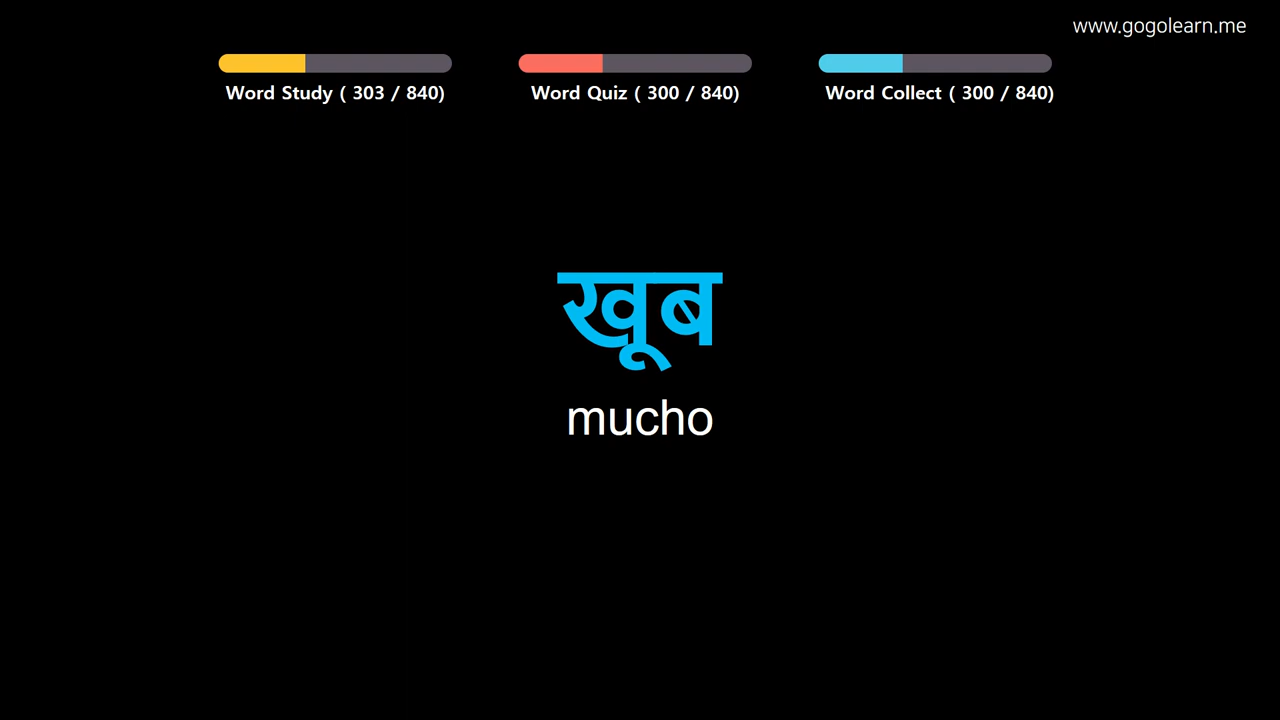 www.gogolearn.me
Word Study ( 303 / 840)
Word Quiz ( 300 / 840)
Word Collect ( 300 / 840)
खूब
mucho